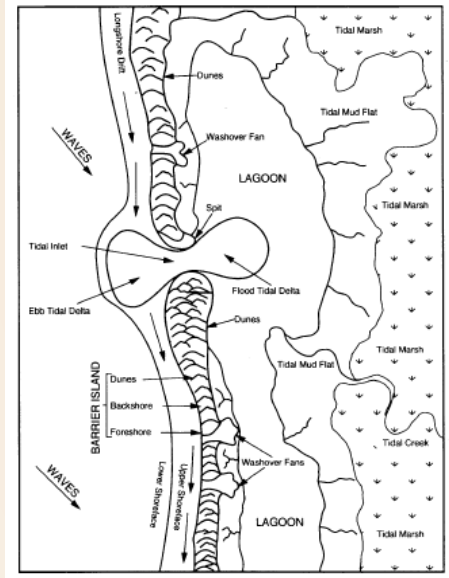 Tidal Marsh
Longshore Drift
Dunes
Tidal Mud Flat
WAVES
Washover Fan
LAGOON
Tidal Marsh
Spit
Tidal Inlet
Flood Tidal Delta
Ebb Tidal Delta
Dunes
Tidal Marsh
Tidal Mud Flat
BARRIER ISLAND
Dunes
Backshore
Foreshore
Tidal Creek
Washover Fans
WAVES
Lower Shoreface
Upper Shoreface
LAGOON
Tidal Marsh